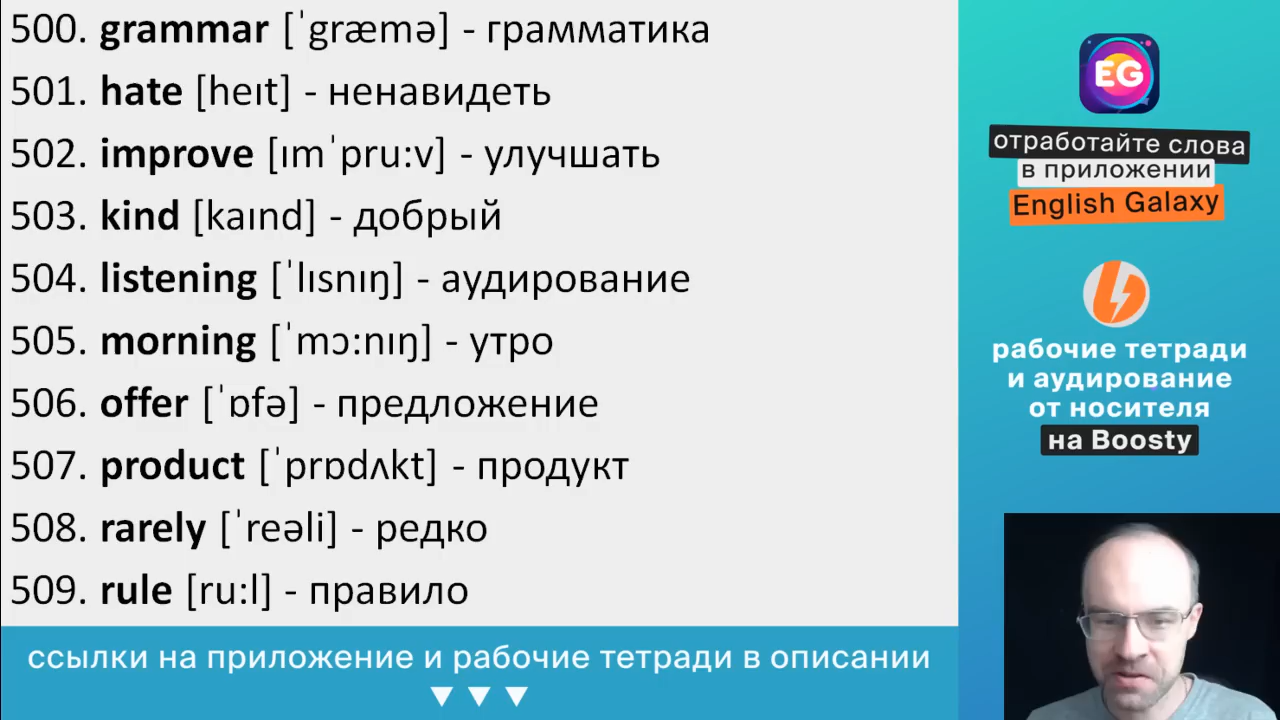 500. grammar [ˈgræmə] - грамматика
501. hate [heɪt] - ненавидеть
502. improve [ɪmˈpru:v] - улучшать
503. kind [kaɪnd] - добрый
504. listening [ˈlɪsnɪŋ] - аудирование
505. morning [ˈmɔ:nɪŋ] - утро
506. offer [ˈɒfə] - предложение
507. product [ˈprɒdʌkt] - продукт
508. rarely [ˈreəli] - редко
509. rule [ru:l] - правило
ссылки на приложение и рабочие тетради в описании
EG
отработайте слова
в приложении
English Galaxy
рабочие тетради
и аудирование
от носителя
на Boosty